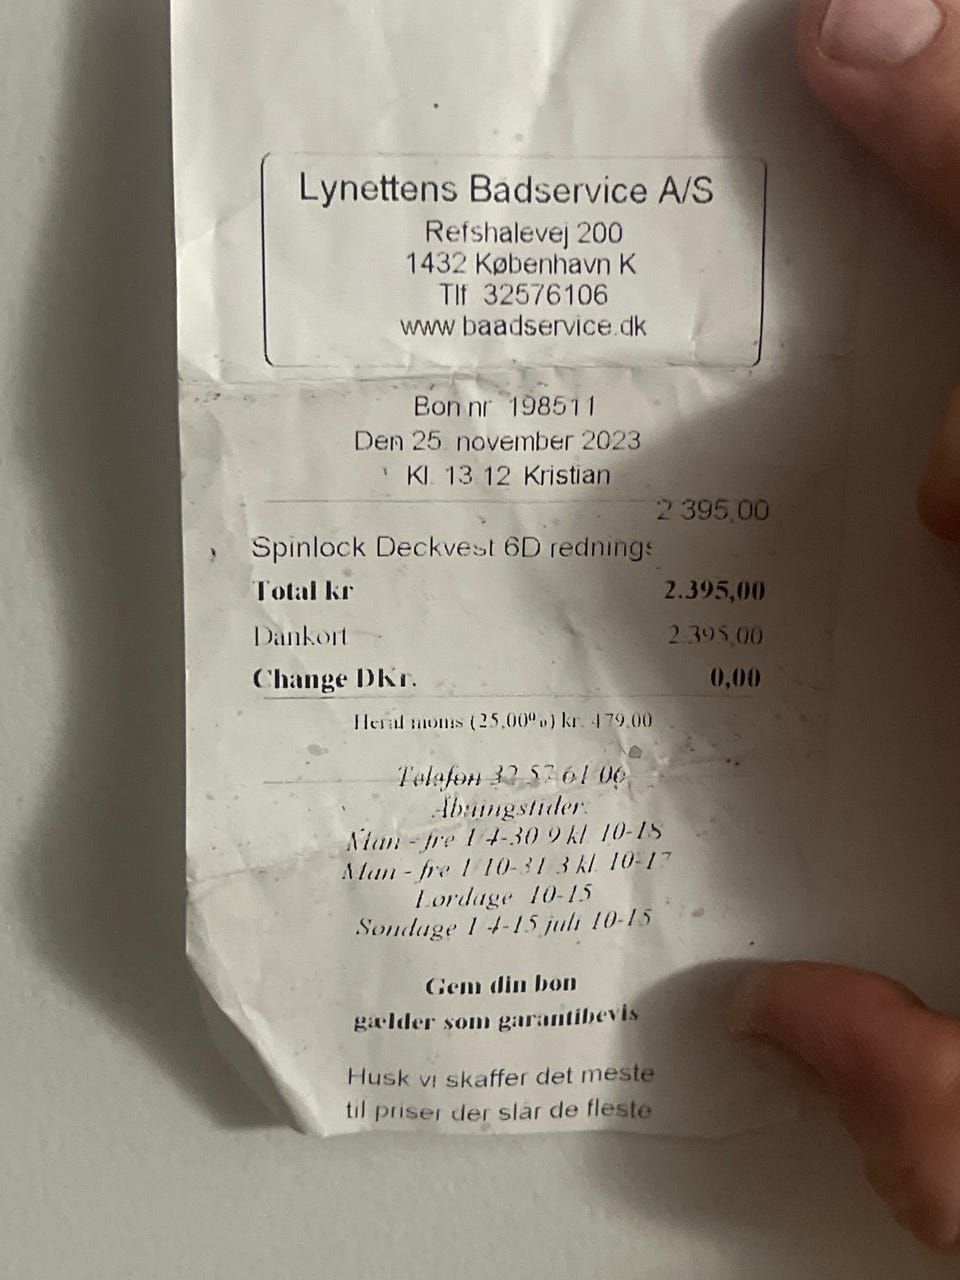 Lynettens Bådservice A/S
Refshalevej 200
1432 København K
Tlf. 32576106
www.baadservice.dk
Bon nr. 198511
Den 25. november 2023
Kl. 13.12 Kristian
2.395,00
Spinlock Deckvest 6D rednings
Total kr 2.395,00
Dankort 2.395,00
Change DKr. 0,00
Heraf moms (25,00%) kr. 479,00
Telefon 32 57 61 06
Åbningstider:
Man - fre 1/4-30/9 kl. 10-18
Man - fre 1/10-31/3 kl. 10-17
Lørdage 10-15
Søndage 1/4-15 juli 10-15
Gem din bon
gælder som garantibevis
Husk vi skaffer det meste
til priser der slår de fleste